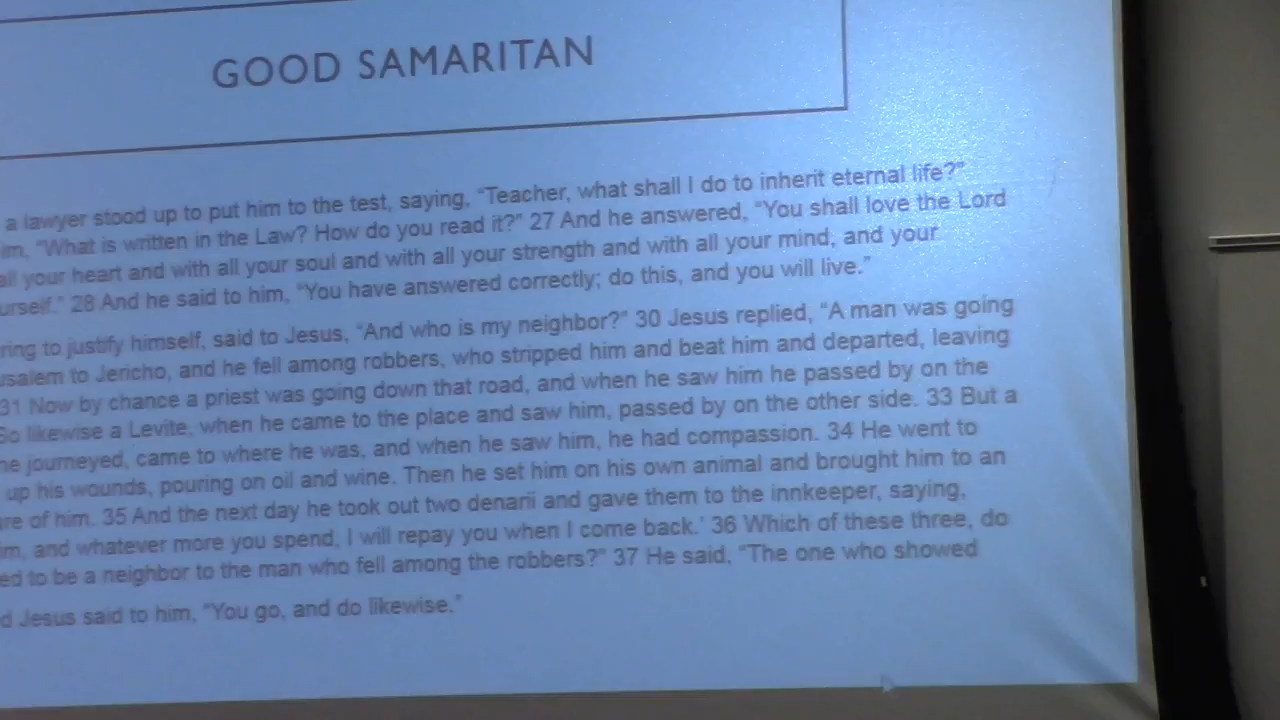 GOOD SAMARITAN
a lawyer stood up to put him to the test, saying, “Teacher, what shall I do to inherit eternal life?”
im, “What is written in the Law? How do you read it?” 27 And he answered, “You shall love the Lord
all your heart and with all your soul and with all your strength and with all your mind, and your
urself.” 28 And he said to him, “You have answered correctly; do this, and you will live.”
ring to justify himself, said to Jesus, “And who is my neighbor?” 30 Jesus replied, “A man was going
usalem to Jericho, and he fell among robbers, who stripped him and beat him and departed, leaving
31 Now by chance a priest was going down that road, and when he saw him he passed by on the
So likewise a Levite, when he came to the place and saw him, passed by on the other side. 33 But a
he journeyed, came to where he was, and when he saw him, he had compassion. 34 He went to
up his wounds, pouring on oil and wine. Then he set him on his own animal and brought him to an
are of him. 35 And the next day he took out two denarii and gave them to the innkeeper, saying,
im, and whatever more you spend, I will repay you when I come back.’ 36 Which of these three, do
ed to be a neighbor to the man who fell among the robbers?” 37 He said, “The one who showed
d Jesus said to him, “You go, and do likewise.”